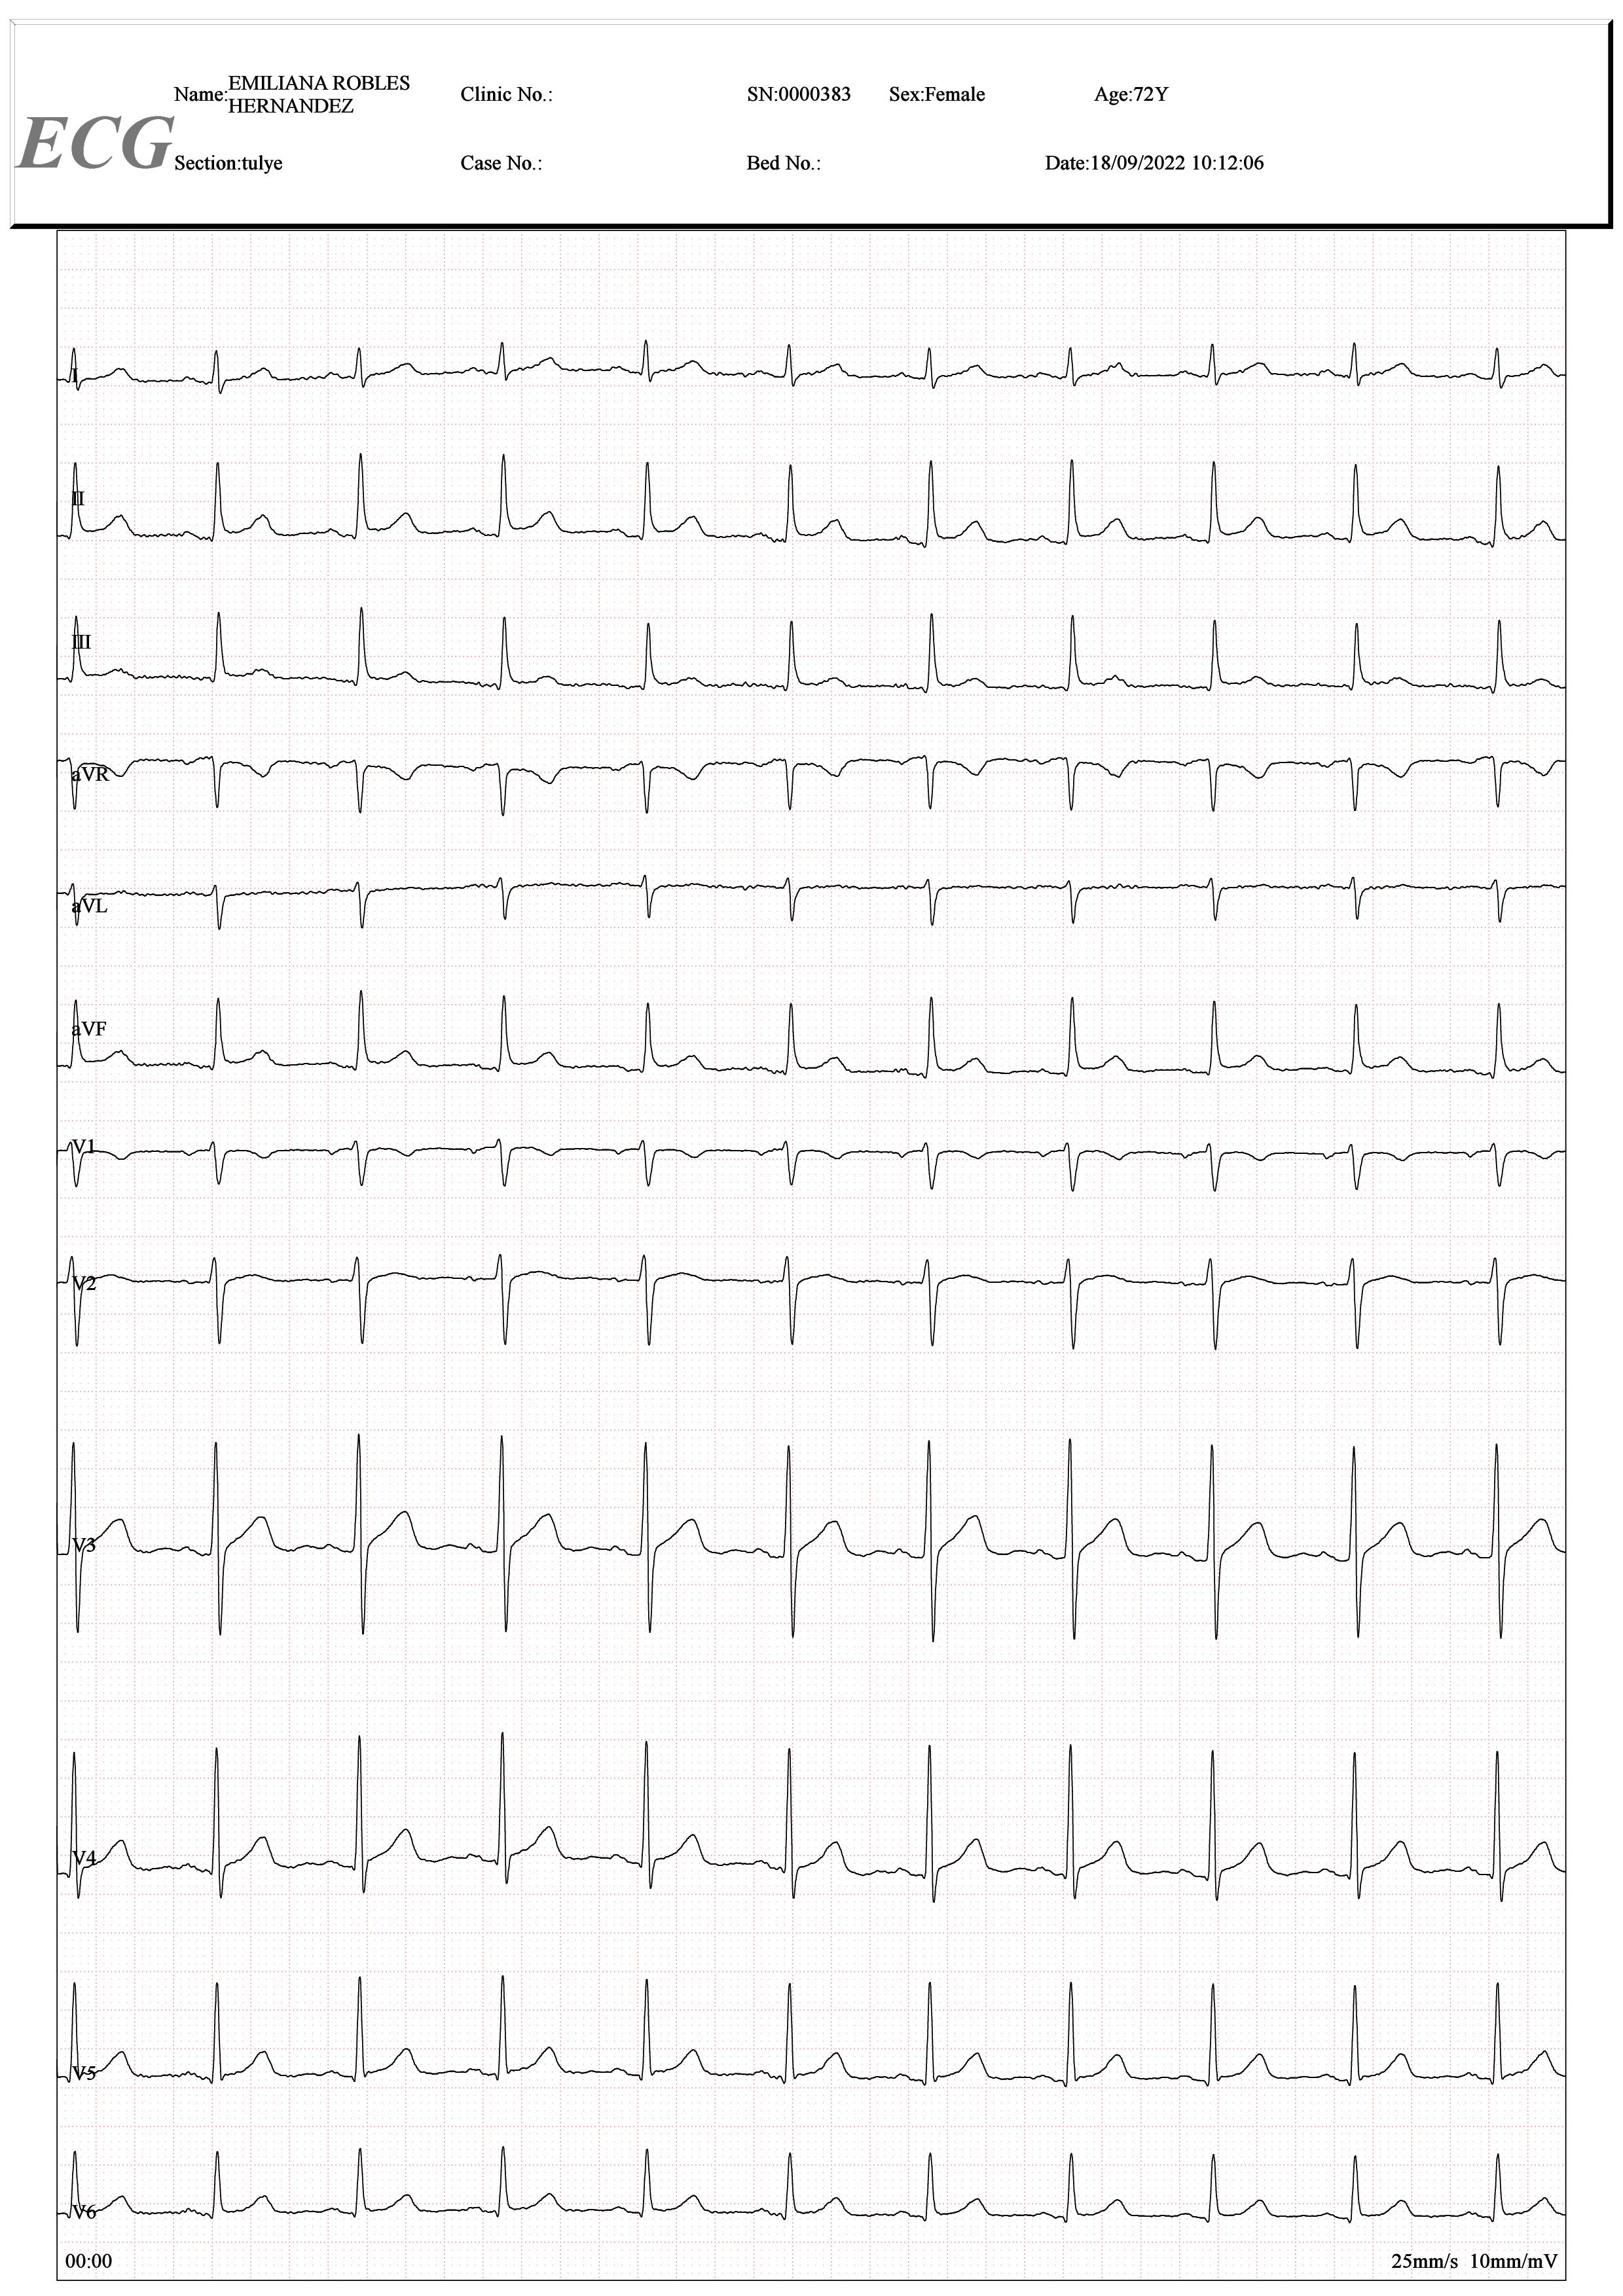 EMILIANA ROBLES
Name: HERNANDEZ Clinic No.: SN:0000383 Sex:Female Age:72Y
ECG
Section:tulye Case No.: Bed No.: Date:18/09/2022 10:12:06
I
II
III
aVR
aVL
aVF
V1
V2
V3
V4
V5
V6
00:00 25mm/s 10mm/mV